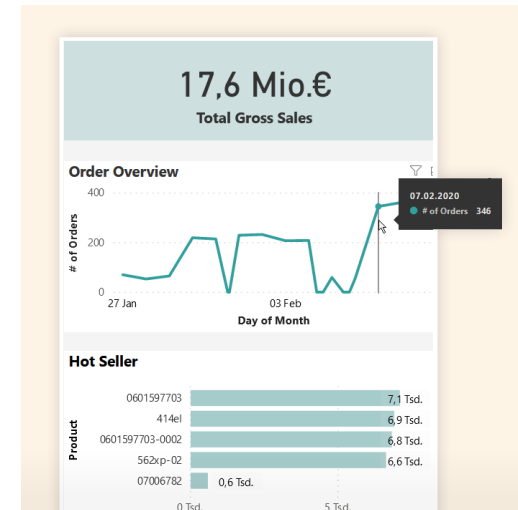 17,6 Mio.€
Total Gross Sales
Order Overview
07.02.2020
# of Orders 346
400
200
0
# of Orders
27 Jan 03 Feb
Day of Month
Hot Seller
Product
0601597703 7,1 Tsd.
414el 6,9 Tsd.
0601597703-0002 6,8 Tsd.
562xp-02 6,6 Tsd.
07006782 0,6 Tsd.
0 Tsd. 5 Tsd.